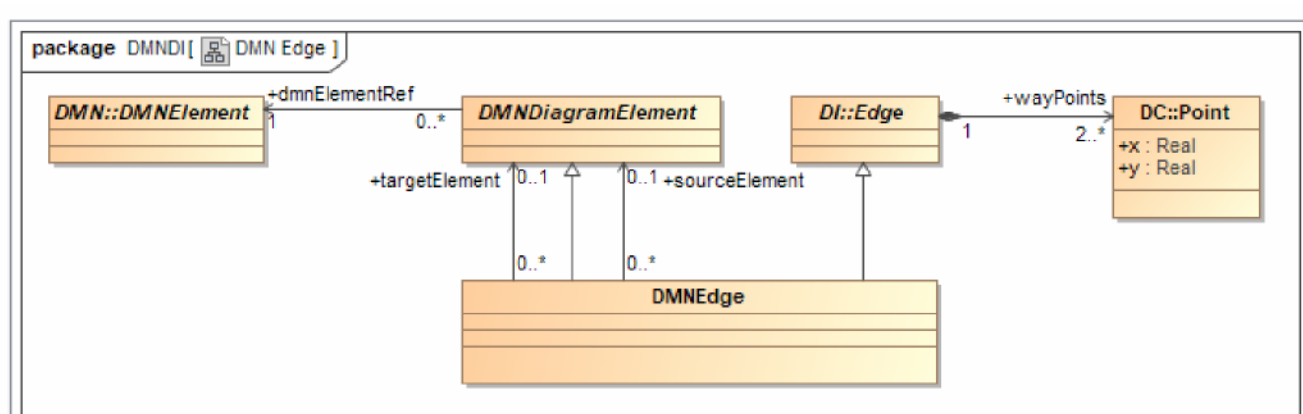 package DMNDI[ DMN Edge ]
+dmnElementRef
+wayPoints
DMN::DMNElement
DMNDiagramElement
DI::Edge
DC::Point
1
0..*
1
2..*
+x : Real
+y : Real
+targetElement
0..1
0..1
+sourceElement
0..*
0..*
DMNEdge